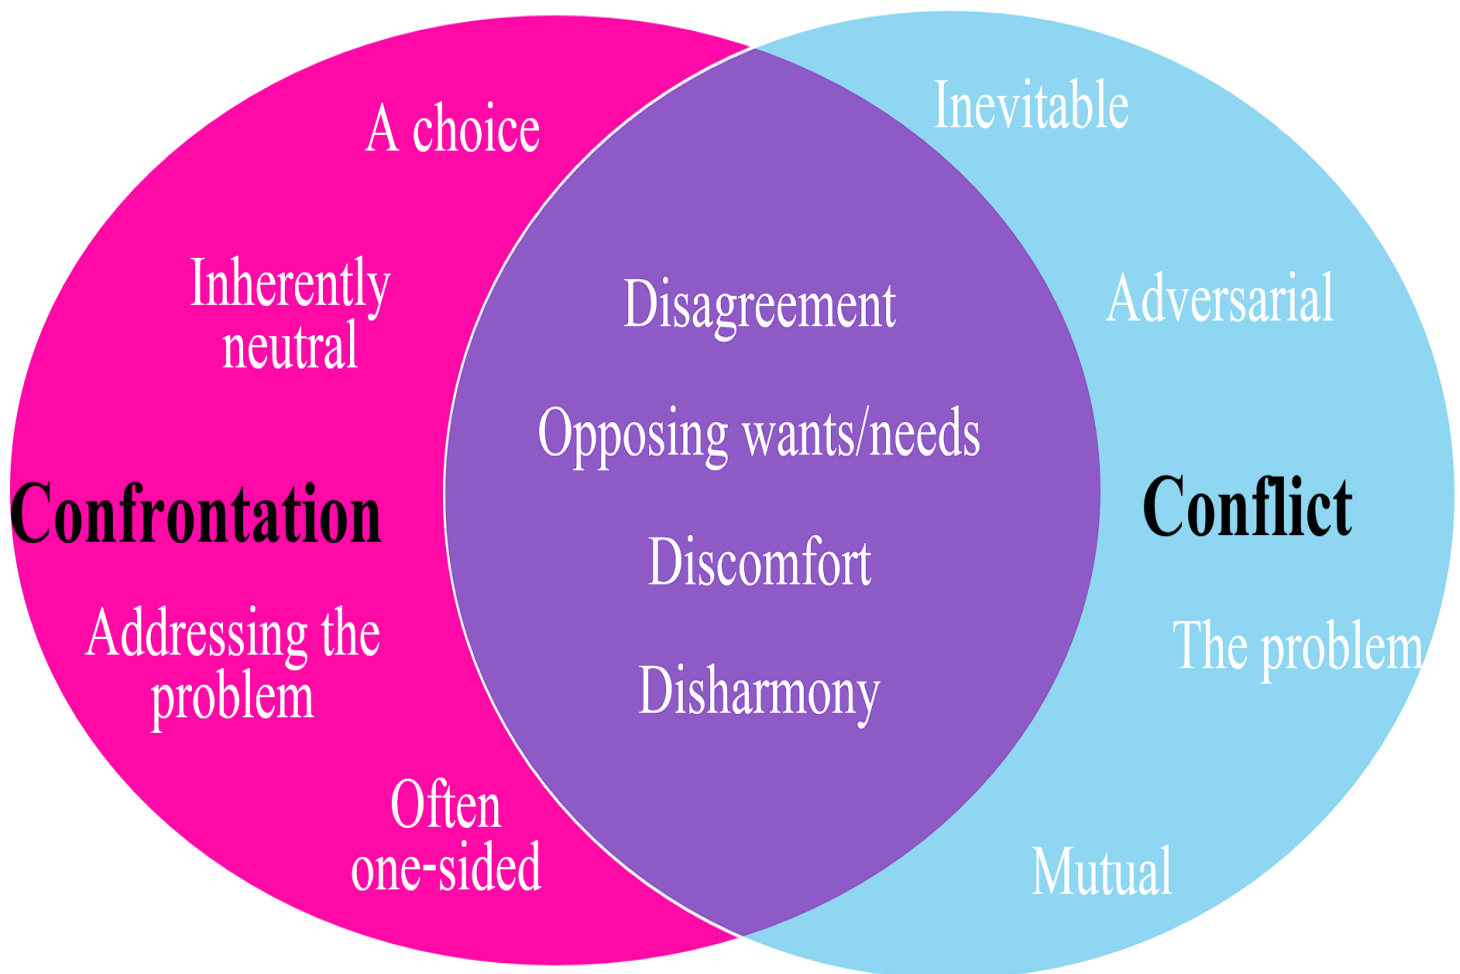 A choice
Inherently
neutral
Confrontation
Addressing the
problem
Often
one-sided
Disagreement
Opposing wants/needs
Discomfort
Disharmony
Inevitable
Adversarial
Conflict
The problem
Mutual